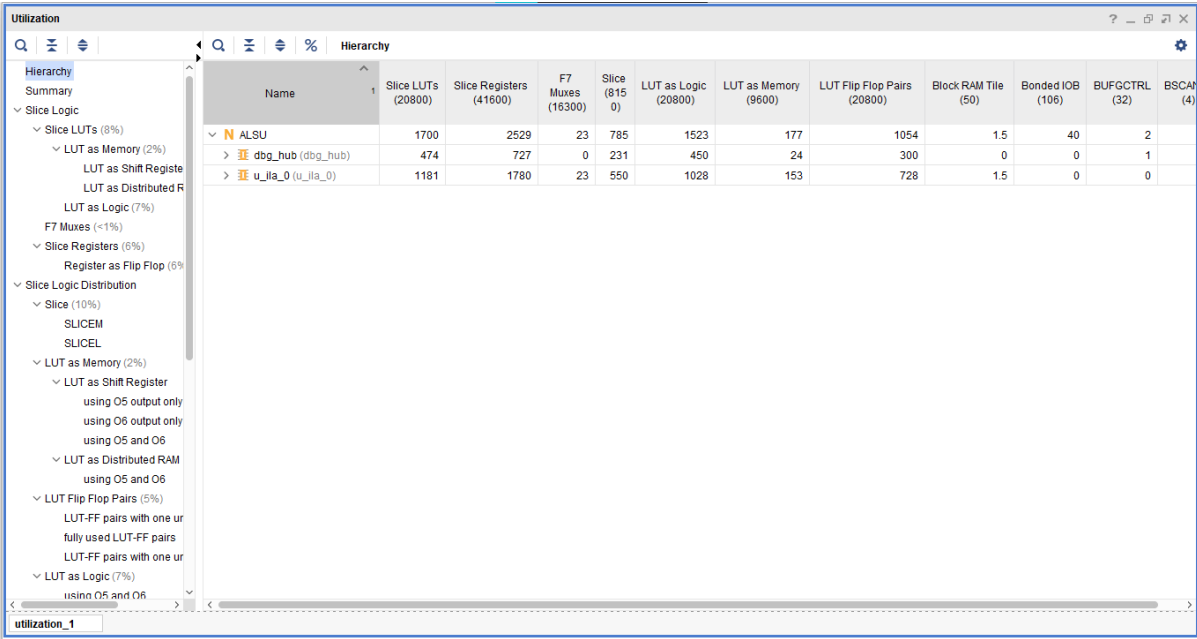 Utilization
Hierarchy
Hierarchy
Summary
Slice Logic
Slice LUTs (8%)
LUT as Memory (2%)
LUT as Shift Registe
LUT as Distributed R
LUT as Logic (7%)
F7 Muxes (<1%)
Slice Registers (6%)
Register as Flip Flop (6%
Slice Logic Distribution
Slice (10%)
SLICEM
SLICEL
LUT as Memory (2%)
LUT as Shift Register
using O5 output only
using O6 output only
using O5 and O6
LUT as Distributed RAM
using O5 and O6
LUT Flip Flop Pairs (5%)
LUT-FF pairs with one ur
fully used LUT-FF pairs
LUT-FF pairs with one ur
LUT as Logic (7%)
using O5 and O6
Name 1 Slice LUTs (20800) Slice Registers (41600) F7 Muxes (16300) Slice (815 0) LUT as Logic (20800) LUT as Memory (9600) LUT Flip Flop Pairs (20800) Block RAM Tile (50) Bonded IOB (106) BUFGCTRL (32) BSCAN (4)
N ALSU 1700 2529 23 785 1523 177 1054 1.5 40 2
dbg_hub (dbg_hub) 474 727 0 231 450 24 300 0 0 1
u_ila_0 (u_ila_0) 1181 1780 23 550 1028 153 728 1.5 0 0
utilization_1